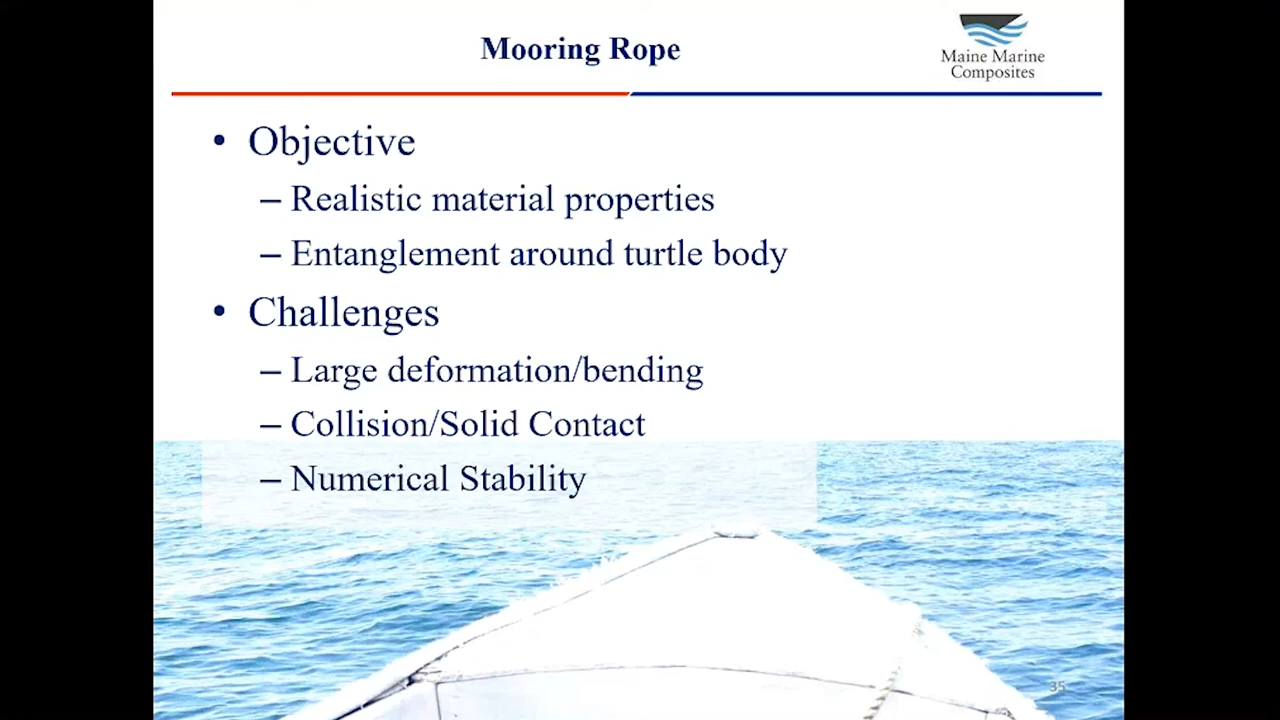 Mooring Rope
Maine Marine
Composites
• Objective
– Realistic material properties
– Entanglement around turtle body
• Challenges
– Large deformation/bending
– Collision/Solid Contact
– Numerical Stability
35